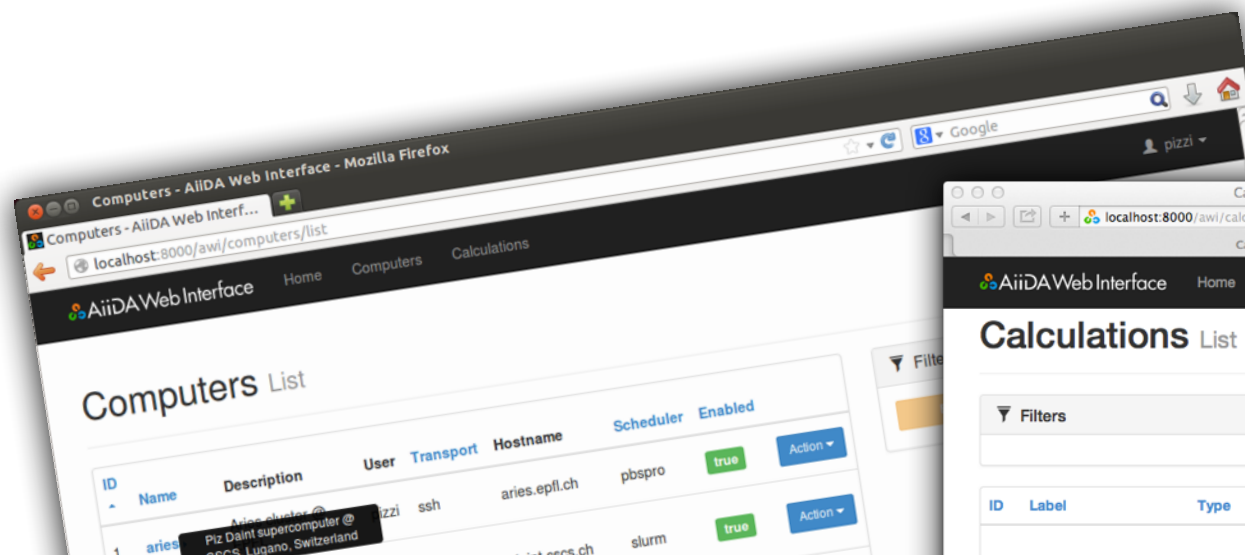 Computers - AiiDA Web Interface - Mozilla Firefox
Computers - AiiDA Web Interf...
localhost:8000/awi/computers/list
Google
AiiDA Web Interface Home Computers Calculations
pizzi
Computers List
ID Name Description User Transport Hostname Scheduler Enabled
1 aries Aries cluster @ pizzi ssh aries.epfl.ch pbspro true Action
Piz Daint supercomputer @
CSCS, Lugano, Switzerland
slurm true Action
localhost:8000/awi/calc
AiiDA Web Interface Home
Calculations List
Filters
ID Label Type